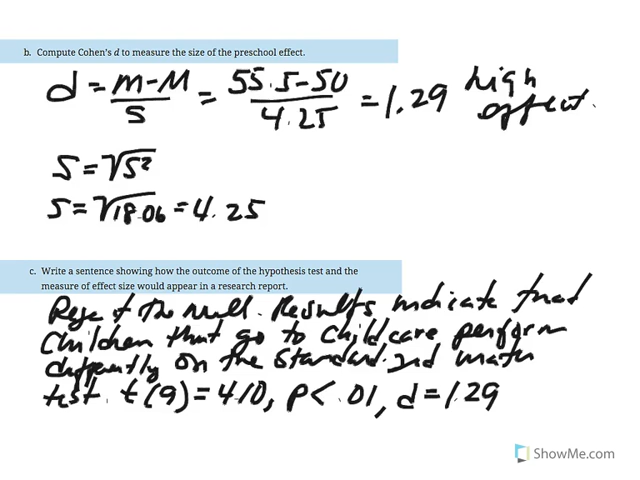 b. Compute Cohen's d to measure the size of the preschool effect.
d = m-M/s = 55.5-50/4.25 = 1.29 high effect.
s = √s²
s = √18.06 = 4.25
c. Write a sentence showing how the outcome of the hypothesis test and the
measure of effect size would appear in a research report.
Reject the null. Results indicate that
children that go to childcare perform
differently on the standardized math
test. t(9) = 4.10, p < .01, d = 1.29
ShowMe.com